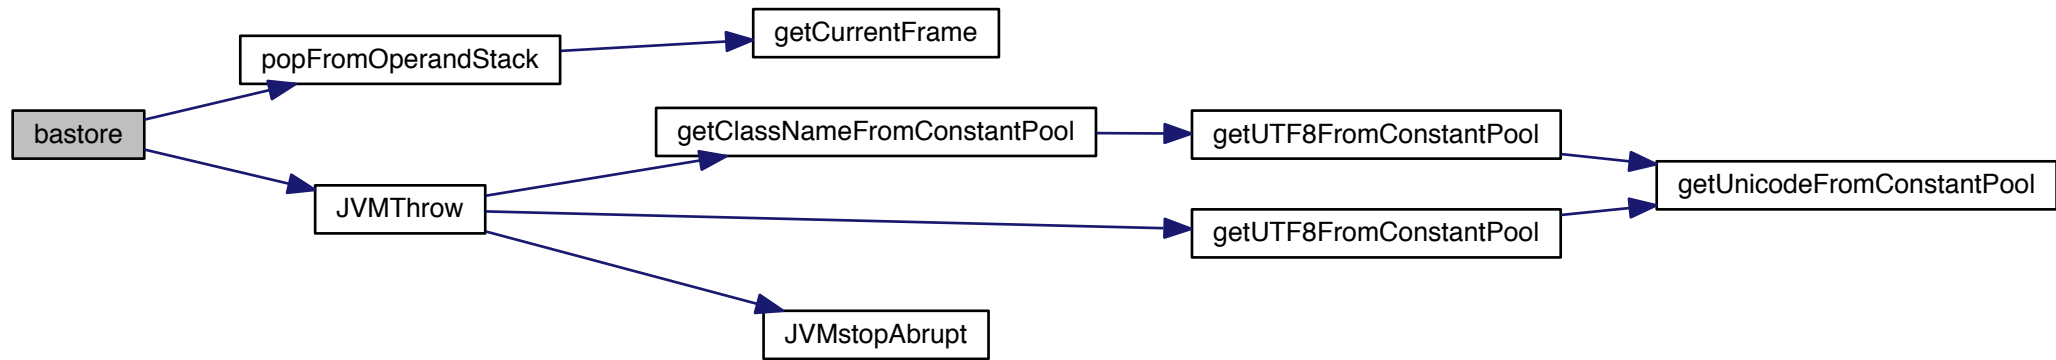 getCurrentFrame
popFromOperandStack
bastore
getClassNameFromConstantPool
getUTF8FromConstantPool
getUnicodeFromConstantPool
JVMThrow
getUTF8FromConstantPool
JVMstopAbrupt